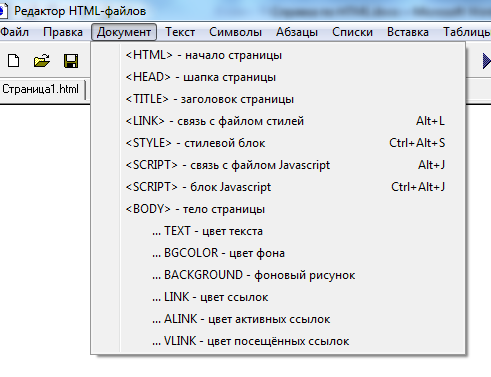 Редактор HTML-файлов
Файл Правка Документ Текст Символы Абзацы Списки Вставка Таблицы
Страница1.html
<HTML> - начало страницы
<HEAD> - шапка страницы
<TITLE> - заголовок страницы
<LINK> - связь с файлом стилей Alt+L
<STYLE> - стилевой блок Ctrl+Alt+S
<SCRIPT> - связь с файлом Javascript Alt+J
<SCRIPT> - блок Javascript Ctrl+Alt+J
<BODY> - тело страницы
... TEXT - цвет текста
... BGCOLOR - цвет фона
... BACKGROUND - фоновый рисунок
... LINK - цвет ссылок
... ALINK - цвет активных ссылок
... VLINK - цвет посещённых ссылок